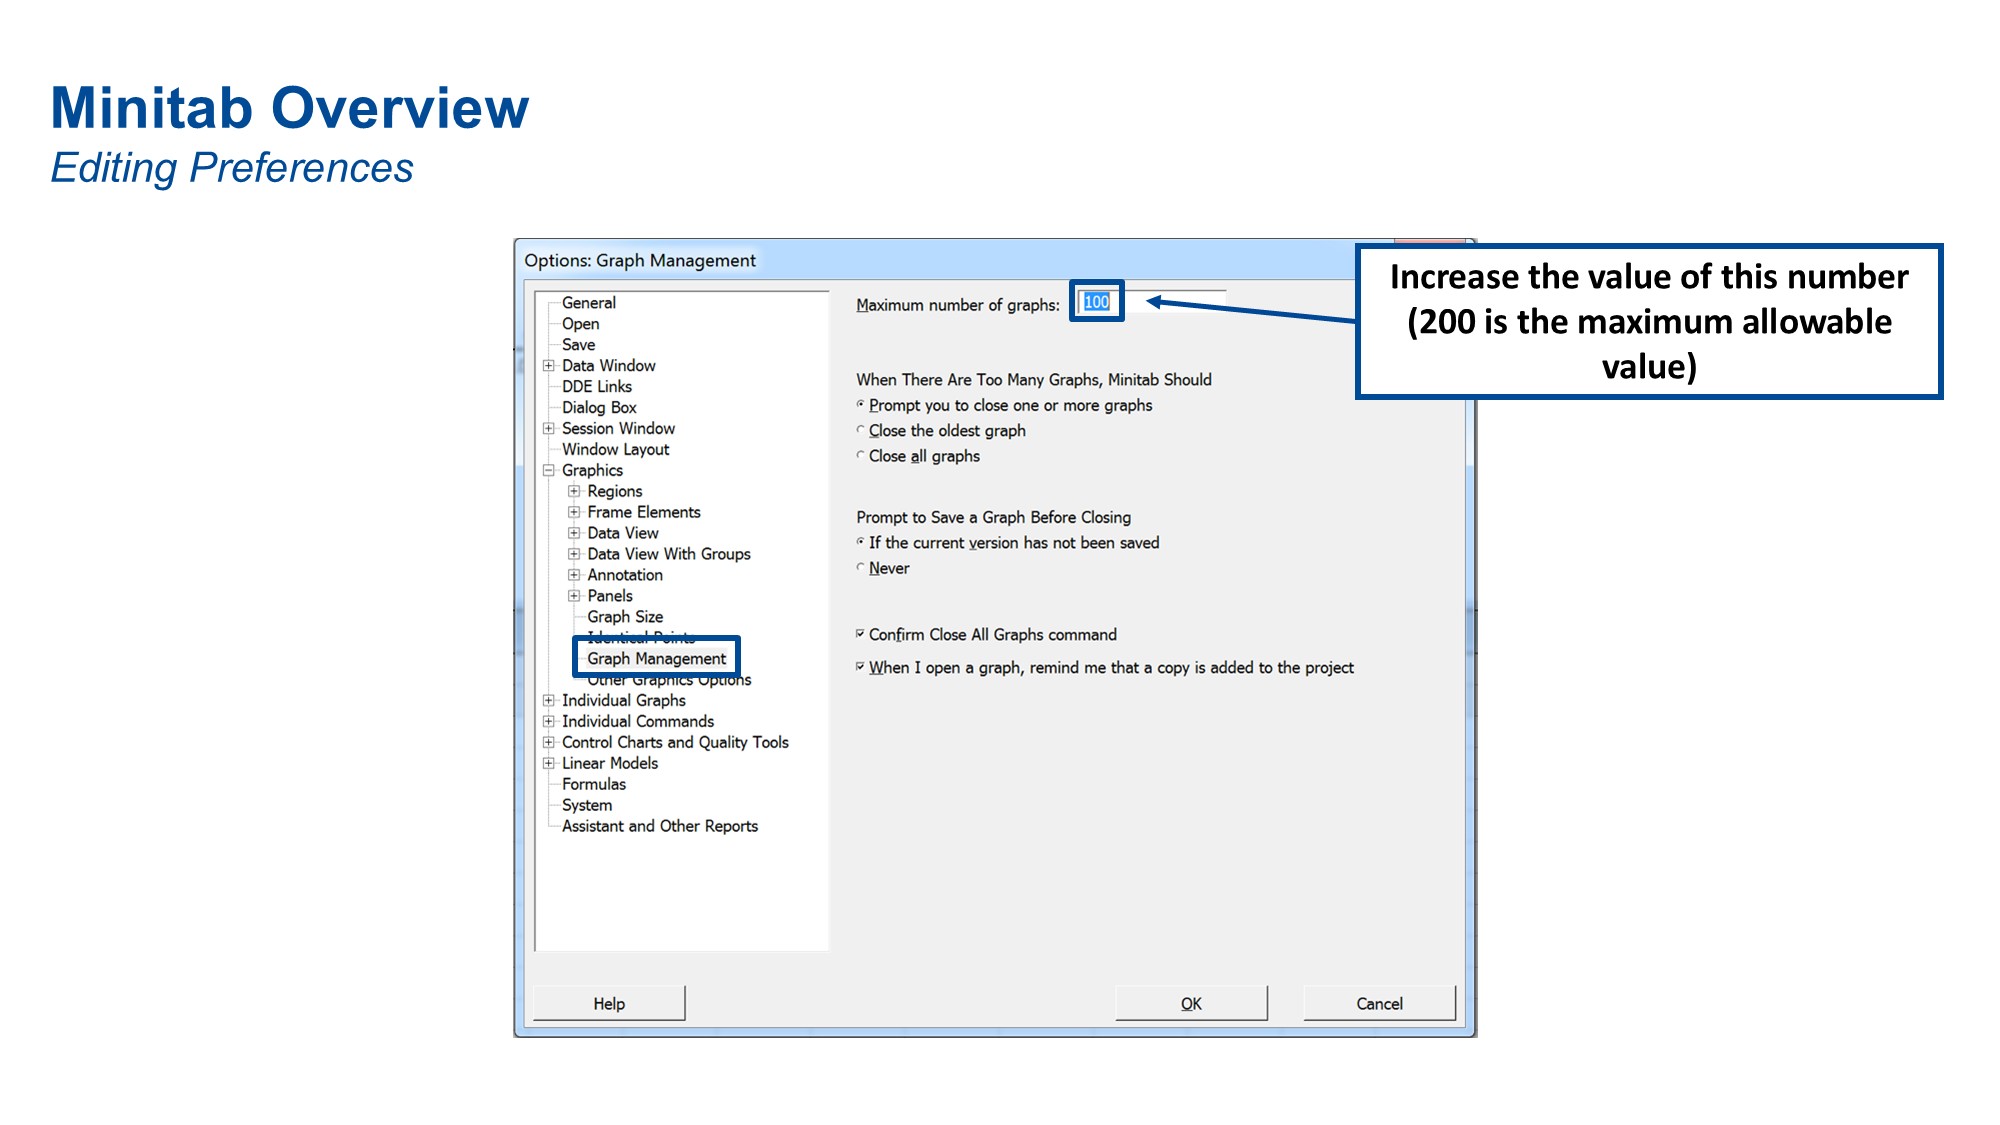 Minitab Overview
Editing Preferences
Options: Graph Management
Increase the value of this number
(200 is the maximum allowable
value)
General
Open
Save
Data Window
DDE Links
Dialog Box
Session Window
Window Layout
Graphics
Regions
Frame Elements
Data View
Data View With Groups
Annotation
Panels
Graph Size
Identical Points
Graph Management
Other Graphics Options
Individual Graphs
Individual Commands
Control Charts and Quality Tools
Linear Models
Formulas
System
Assistant and Other Reports
Maximum number of graphs: 100
When There Are Too Many Graphs, Minitab Should
Prompt you to close one or more graphs
Close the oldest graph
Close all graphs
Prompt to Save a Graph Before Closing
If the current version has not been saved
Never
Confirm Close All Graphs command
When I open a graph, remind me that a copy is added to the project
Help
OK
Cancel